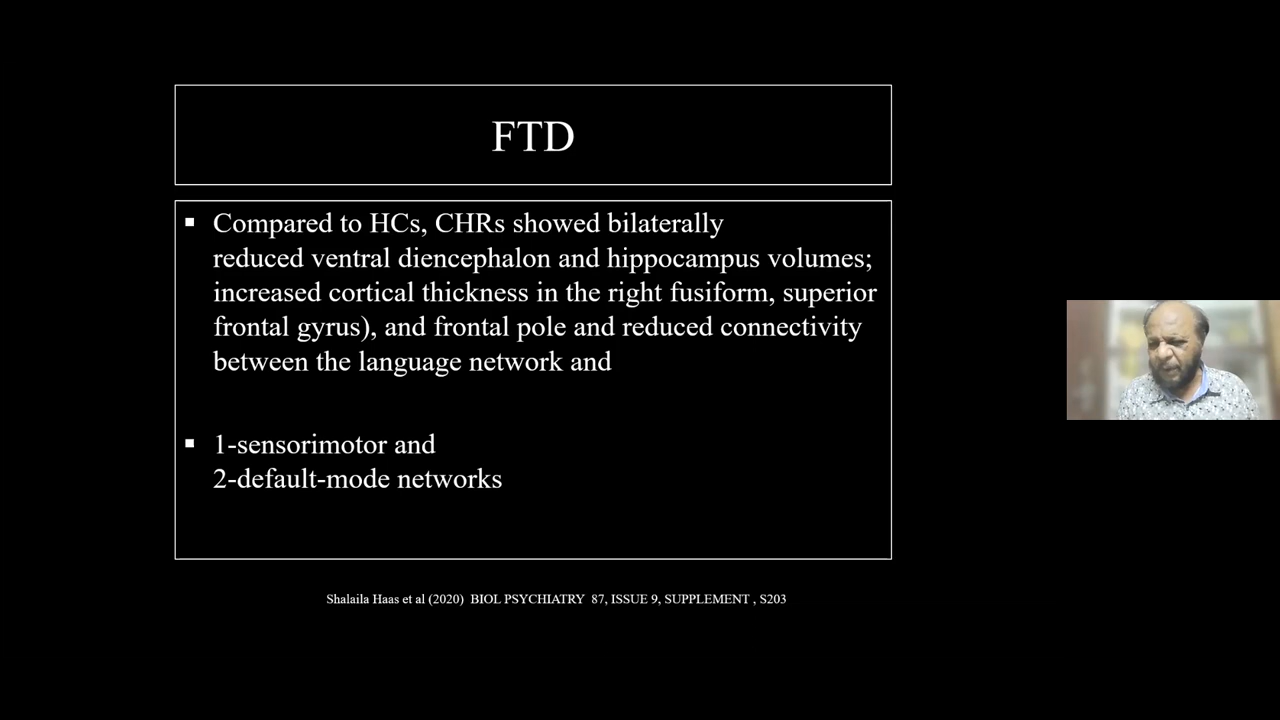 FTD
▪ Compared to HCs, CHRs showed bilaterally
reduced ventral diencephalon and hippocampus volumes;
increased cortical thickness in the right fusiform, superior
frontal gyrus), and frontal pole and reduced connectivity
between the language network and
▪ 1-sensorimotor and
2-default-mode networks
Shalaila Haas et al (2020) BIOL PSYCHIATRY 87, ISSUE 9, SUPPLEMENT , S203